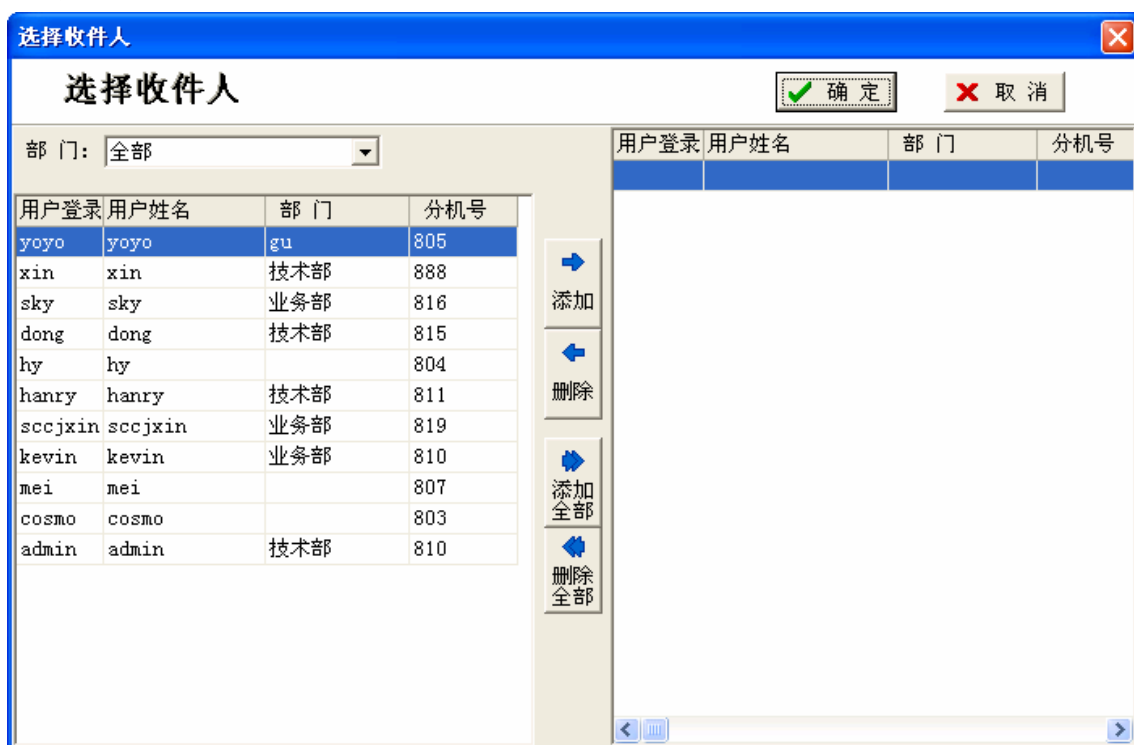 选择收件人
选择收件人
确 定
取 消
部 门: 全部
用户登录 用户姓名 部 门 分机号
yoyo yoyo gu 805
xin xin 技术部 888
sky sky 业务部 816
dong dong 技术部 815
hy hy 804
hanry hanry 技术部 811
sccjxin sccjxin 业务部 819
kevin kevin 业务部 810
mei mei 807
cosmo cosmo 803
admin admin 技术部 810
添加
删除
添加
全部
删除
全部
用户登录 用户姓名 部 门 分机号